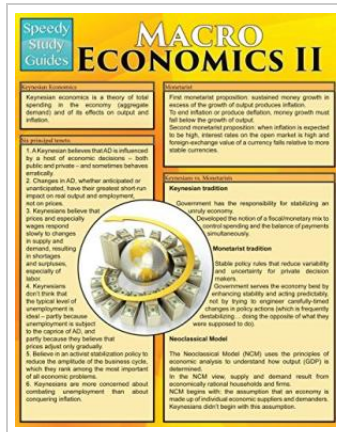 Speedy
Study
Guides
MACRO
ECONOMICS II
Keynesian Economics
Keynesian economics is a theory of total
spending in the economy (aggregate
demand) and of its effects on output and
inflation.
Six principal tenets:
1. A Keynesian believes that AD is influenced
by a host of economic decisions – both
public and private – and sometimes behaves
erratically.
2. Changes in AD, whether anticipated or
unanticipated, have their greatest short-run
impact on real output and employment,
not on prices.
3. Keynesians believe that
prices and especially
wages respond
slowly to changes
in supply and
demand, resulting
in shortages
and surpluses,
especially of
labor.
4. Keynesians
don't think that
the typical level of
unemployment is
ideal – partly because
unemployment is subject
to the caprice of AD, and
partly because they believe that
prices adjust only gradually.
5. Believe in an activist stabilization policy to
reduce the amplitude of the business cycle,
which they rank among the most important
of all economic problems.
6. Keynesians are more concerned about
combating unemployment than about
conquering inflation.
Monetarist
First monetarist proposition: sustained money growth in
excess of the growth of output produces inflation.
To end inflation or produce deflation, money growth must
fall below the growth of output.
Second monetarist proposition: when inflation is expected
to be high, interest rates on the open market is high and
foreign-exchange value of a currency falls relative to more
stable currencies.
Keynesians vs. Monetarists
Keynesian tradition
Government has the responsibility for stabilizing an
unruly economy.
Developed the notion of a fiscal/monetary mix to
control spending and the balance of payments
simultaneously.
Monetarist tradition
Stable policy rules that reduce variability
and uncertainty for private decision
makers.
Government serves the economy best by
enhancing stability and acting predictably,
not by trying to engineer carefully-timed
changes in policy actions (which is frequently
destabilizing... doing the opposite of what they
were supposed to do).
Neoclassical Model
The Neoclassical Model (NCM) uses the principles of
economic analysis to understand how output (GDP) is
determined.
In the NCM view, supply and demand result from
economically rational households and firms.
NCM begins with: the assumption that an economy is
made up of individual economic suppliers and demanders.
Keynesians didn't begin with this assumption.